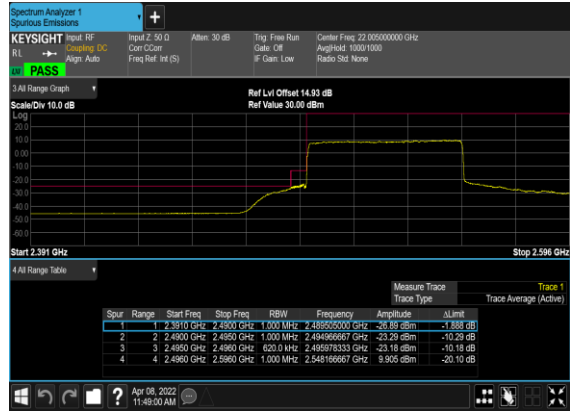 Spectrum Analyzer 1
Spurious Emissions
+
KEYSIGHT Input: RF Input Z: 50 Ω Atten: 30 dB Trig: Free Run Center Freq: 22.005000000 GHz
RL Coupling: DC Corr CCorr Gate: Off Avg|Hold: 1000/1000
Align: Auto Freq Ref: Int (S) IF Gain: Low Radio Std: None
PASS
3 All Range Graph Ref Lvl Offset 14.93 dB
Scale/Div 10.0 dB Ref Value 30.00 dBm
Log
20.0
10.0
0.00
-10.0
-20.0
-30.0
-40.0
-50.0
-60.0
Start 2.391 GHz Stop 2.596 GHz
4 All Range Table
Measure Trace Trace 1
Trace Type Trace Average (Active)
Spur Range Start Freq Stop Freq RBW Frequency Amplitude ΔLimit
1 1 2.3910 GHz 2.4900 GHz 1.000 MHz 2.489505000 GHz -26.89 dBm -1.888 dB
2 2 2.4900 GHz 2.4950 GHz 1.000 MHz 2.494966667 GHz -23.29 dBm -10.29 dB
3 3 2.4950 GHz 2.4960 GHz 620.0 kHz 2.495978333 GHz -23.18 dBm -10.18 dB
4 4 2.4960 GHz 2.5960 GHz 1.000 MHz 2.548166667 GHz 9.905 dBm -20.10 dB
? Apr 08, 2022
11:49:00 AM